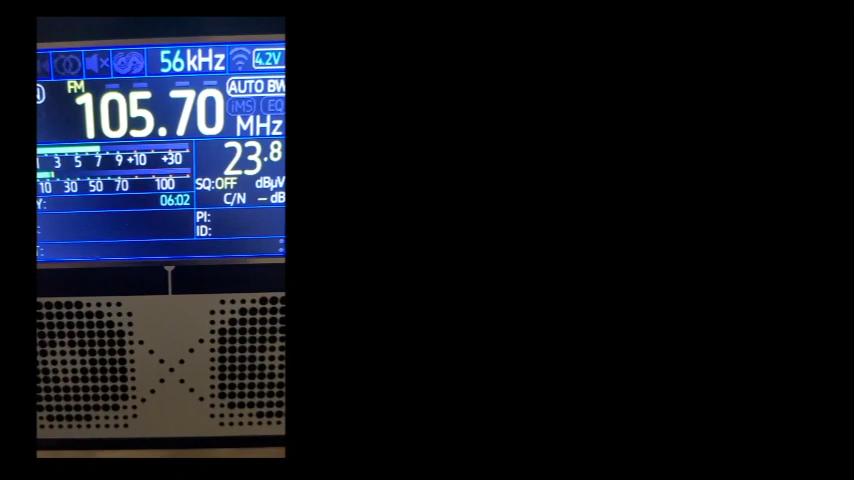 56kHz 4.2V
FM AUTO BW
iMS EQ
105.70 MHz
1 3 5 7 9 +10 +30
23.8
10 30 50 70 100
SQ:OFF dBµV
Y: 06:02
C/N – dB
PI:
ID:
T: